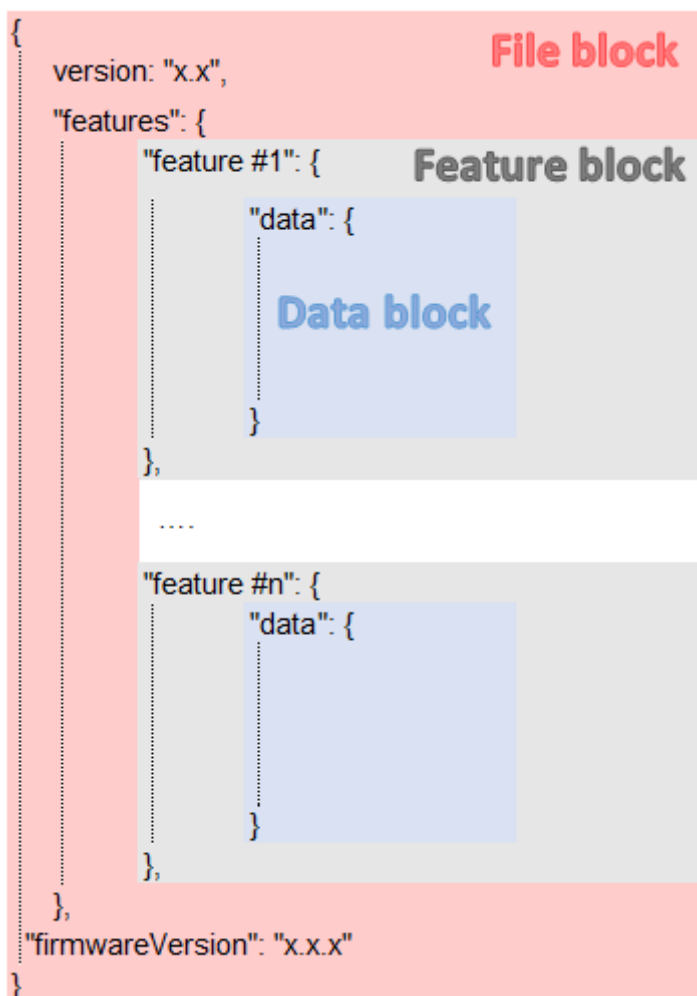 {
File block
version: "x.x",
"features": {
"feature #1": {
Feature block
"data": {
Data block
}
},
....
"feature #n": {
"data": {
}
},
},
"firmwareVersion": "x.x.x"
}